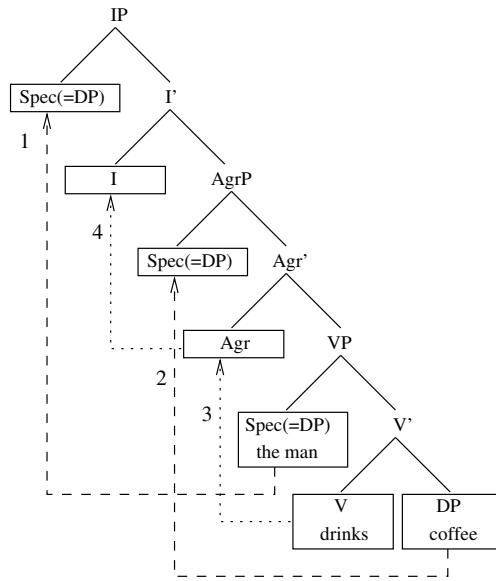 IP
Spec(=DP)
I'
1
I
AgrP
4
Spec(=DP)
Agr'
Agr
VP
2
3
Spec(=DP)
the man
V'
V
DP
drinks
coffee